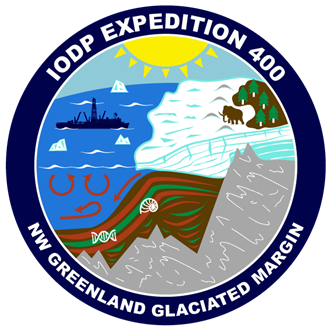 IODP EXPEDITION 400
NW GREENLAND GLACIATED MARGIN